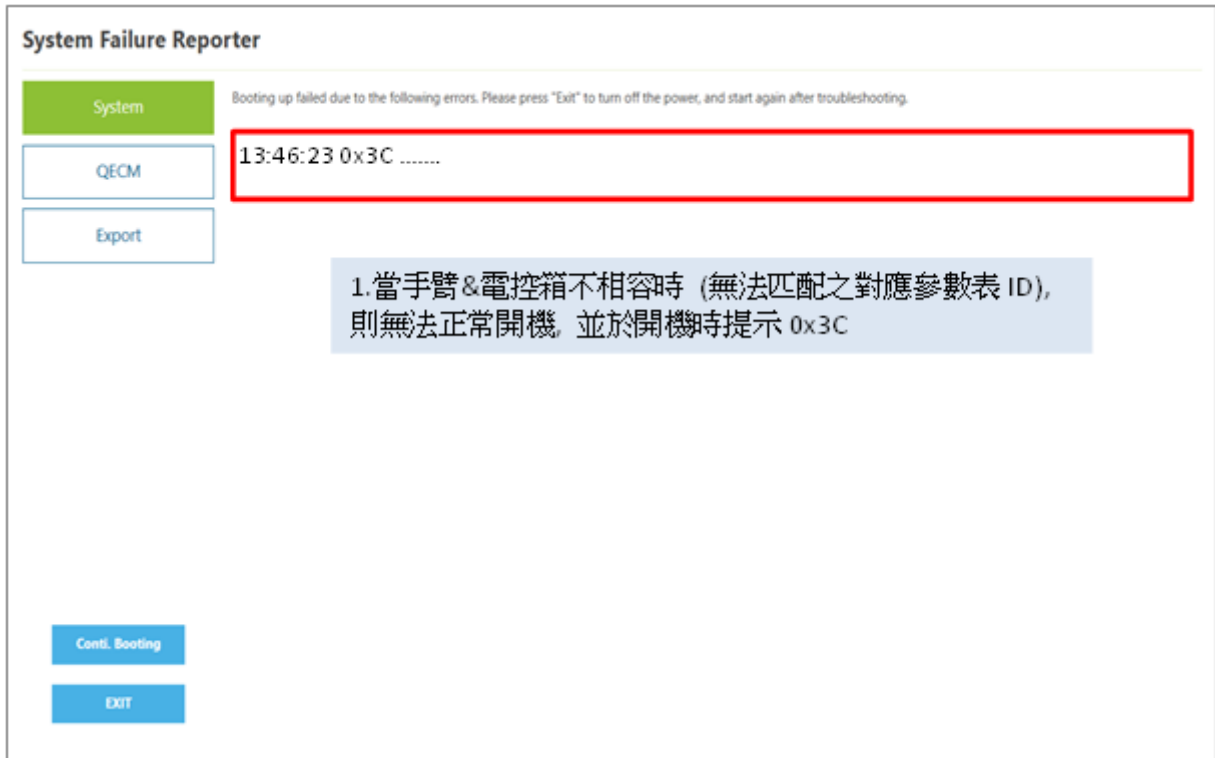 System Failure Reporter
System
Booting up failed due to the following errors. Please press "Exit" to turn off the power, and start again after troubleshooting.
13:46:23 0x3C .......
QECM
Export
1.當手臂&電控箱不相容時 (無法匹配之對應參數表 ID),
則無法正常開機, 並於開機時提示 0x3C
Conti. Booting
EXIT